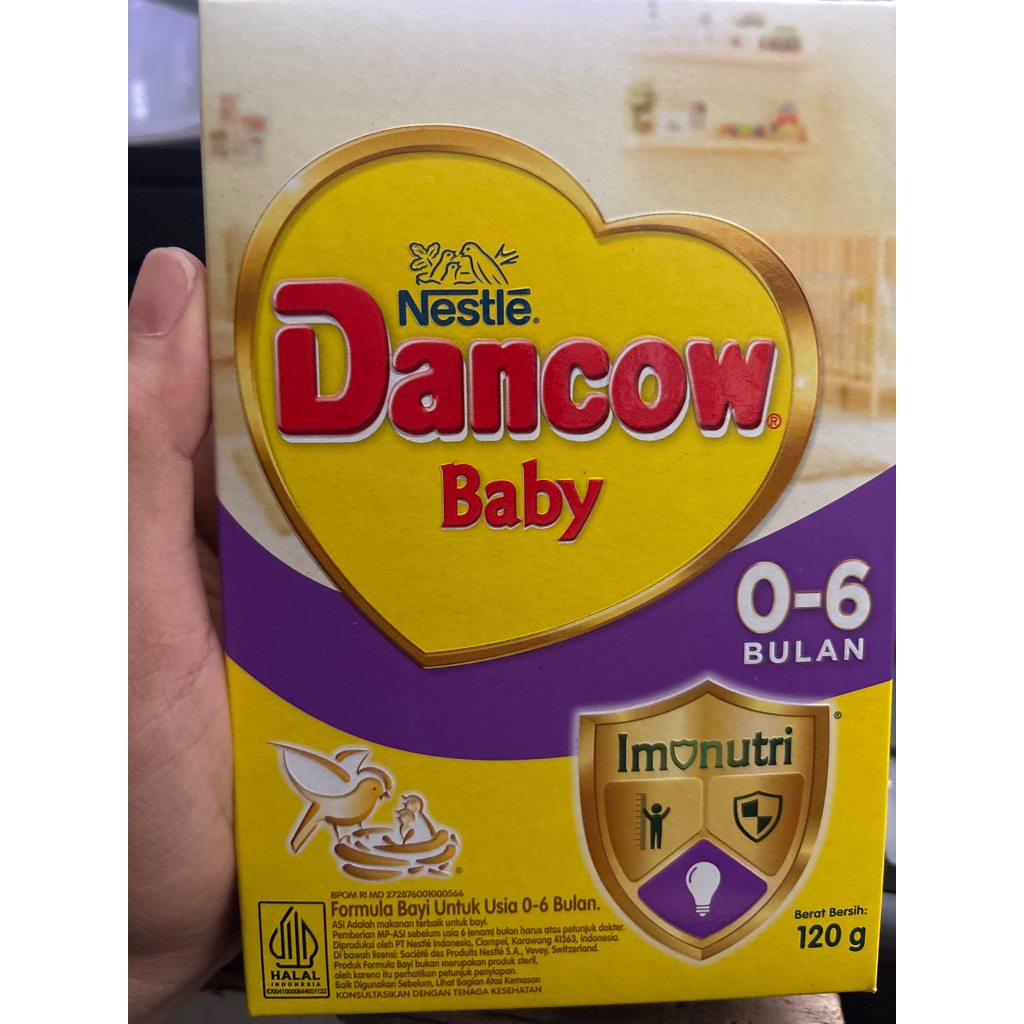 Nestlé®
Dancow®
Baby
0-6
BULAN
Imonutri®
BPOM RI MD 272876001000566
Formula Bayi Untuk Usia 0-6 Bulan.
ASI Adalah makanan terbaik untuk bayi.
Pemberian MP-ASI sebelum usia 6 (enam) bulan harus atas petunjuk dokter.
Diproduksi oleh PT Nestlé Indonesia, Ciampel, Karawang 41363, Indonesia.
Di bawah lisensi: Société des Produits Nestlé S.A., Vevey, Switzerland.
Produk Formula Bayi bukan merupakan produk steril,
oleh karena itu perhatikan petunjuk penyiapan.
Baik Digunakan Sebelum, Lihat Bagian Atas Kemasan
KONSULTASIKAN DENGAN TENAGA KESEHATAN
HALAL
INDONESIA
ID00410000844651122
Berat Bersih:
120 g